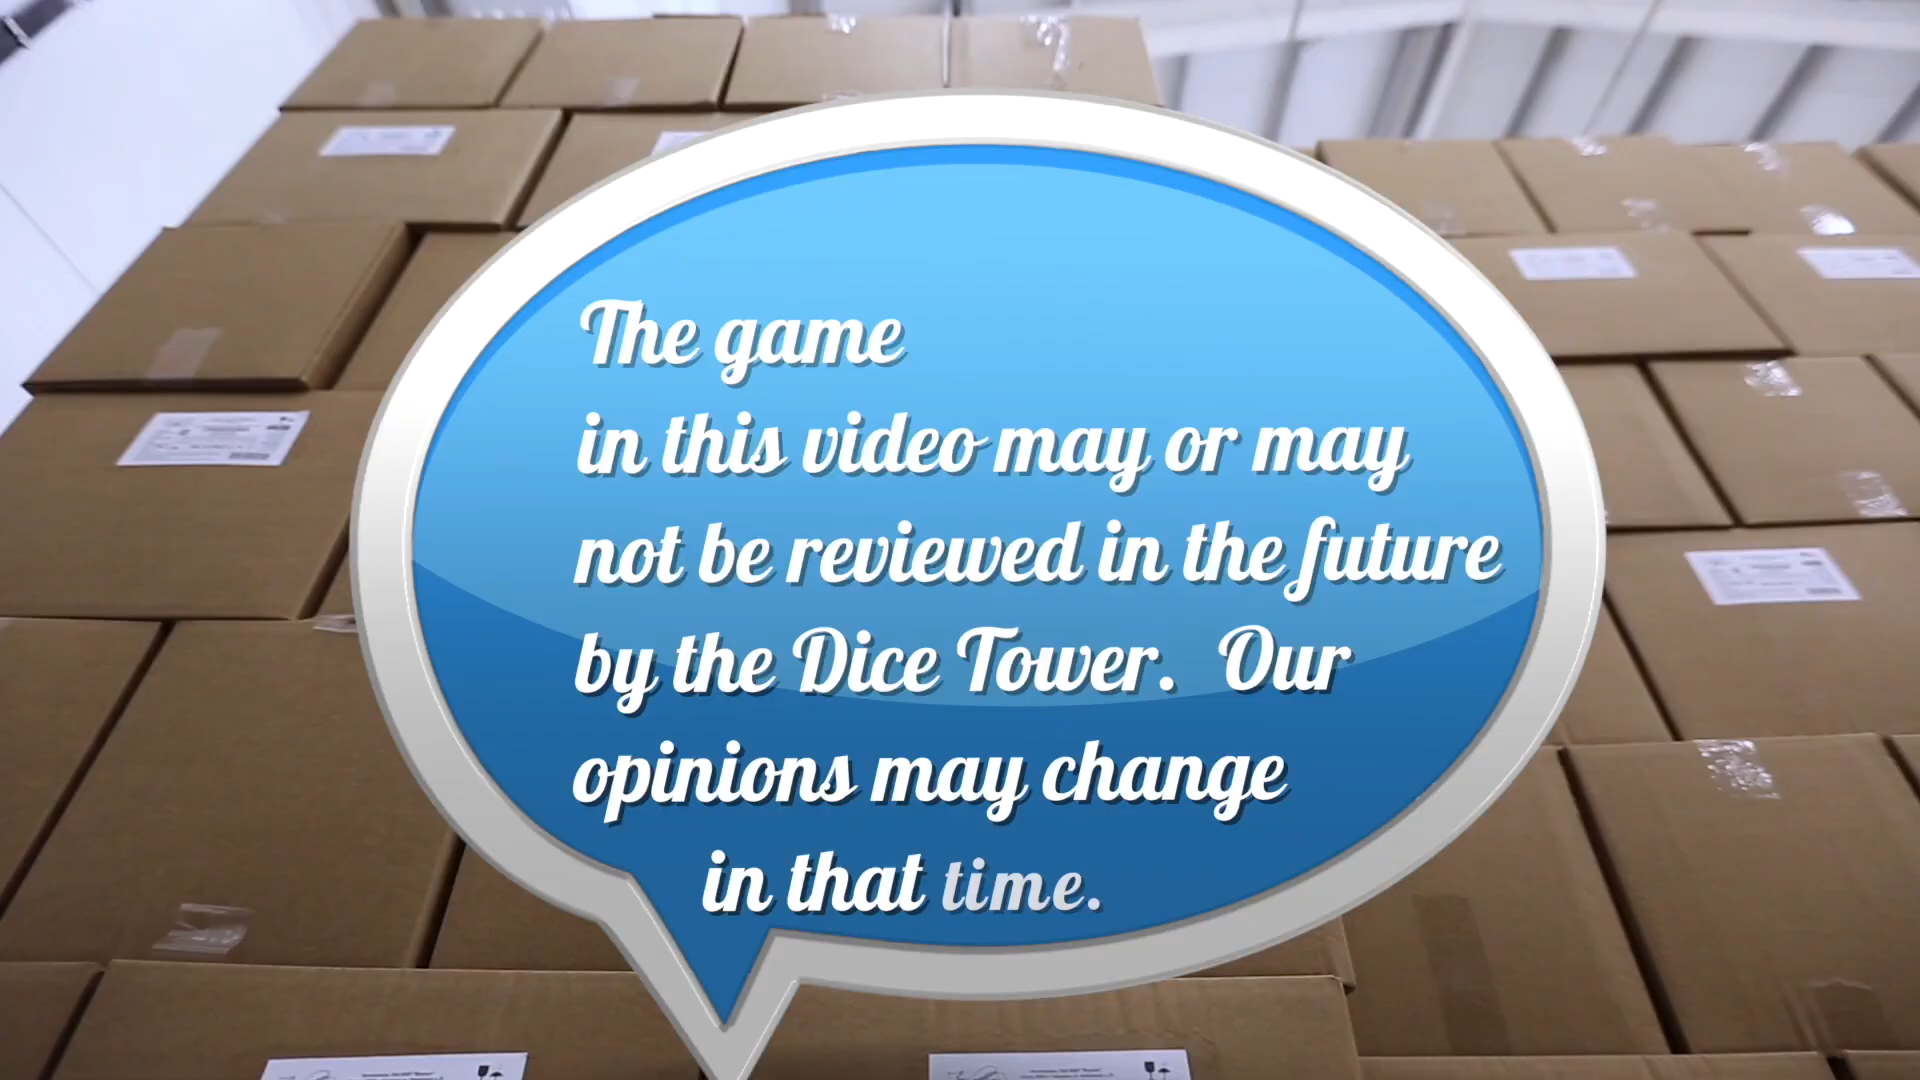 The game
in this video may or may
not be reviewed in the future
by the Dice Tower. Our
opinions may change
in that time.